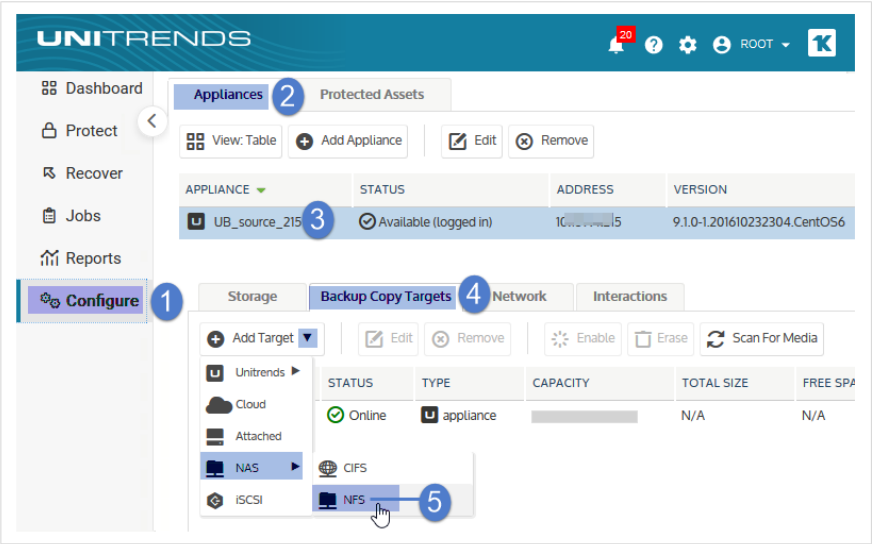 UNITRENDS
20
ROOT
Dashboard
Protect
Recover
Jobs
Reports
Configure 1
Appliances 2 Protected Assets
View: Table Add Appliance Edit Remove
APPLIANCE STATUS ADDRESS VERSION
UB_source_215 3 Available (logged in) 9.1.0-1.201610232304.CentOS6
Storage Backup Copy Targets 4 Network Interactions
Add Target Edit Remove Enable Erase Scan For Media
STATUS TYPE CAPACITY TOTAL SIZE FREE SPA
Online appliance N/A N/A
Unitrends
Cloud
Attached
NAS
iSCSI
CIFS
NFS 5